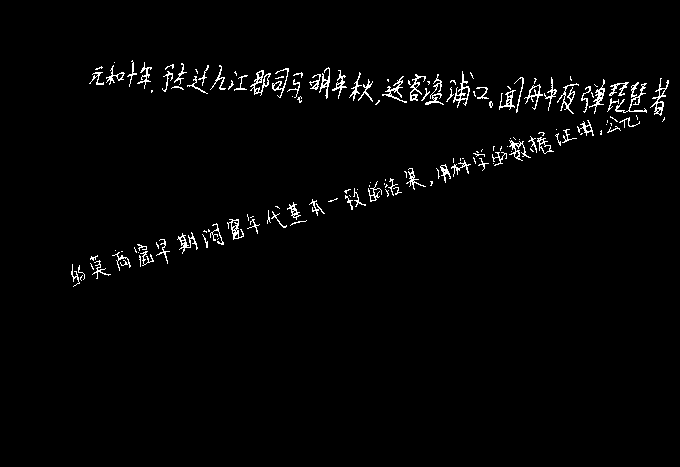 元和十年,予左迁九江郡司马。明年秋,送客湓浦口。闻舟中夜弹琵琶者,
的莫高窟早期洞窟年代基本一致的结果,用科学的数据证明,公元